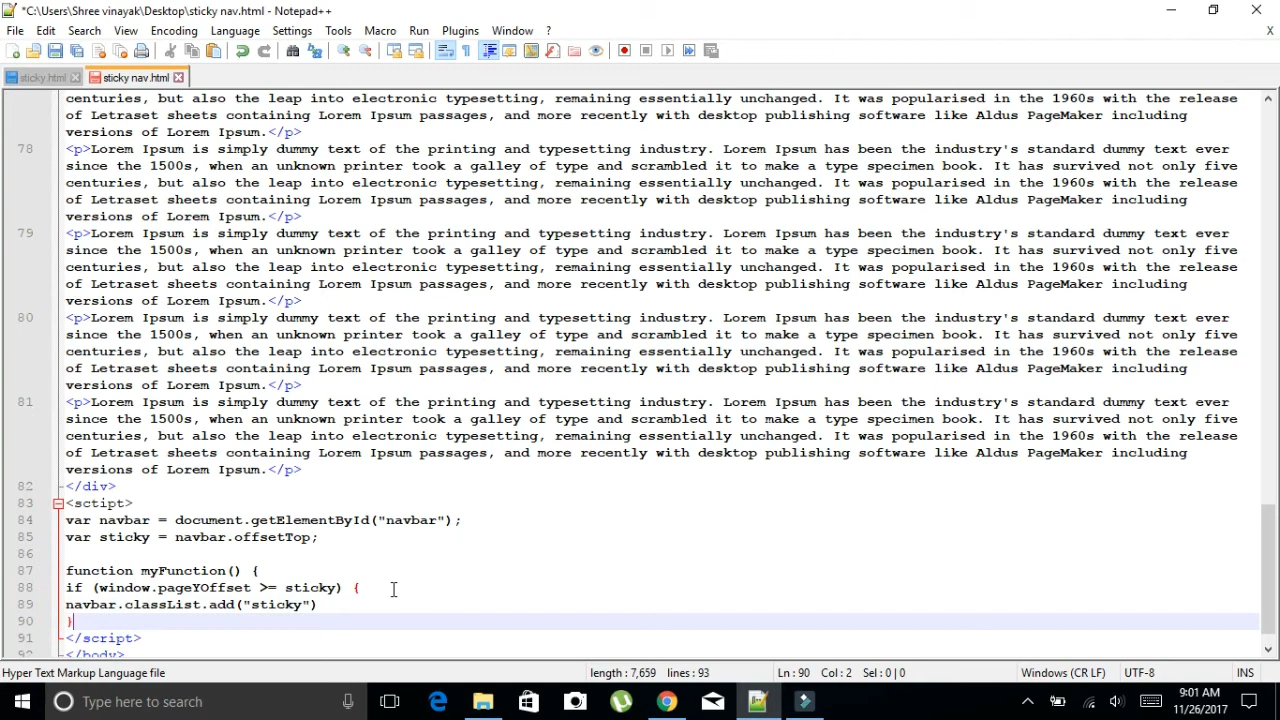 *C:\Users\Shree vinayak\Desktop\sticky nav.html - Notepad++
File Edit Search View Encoding Language Settings Tools Macro Run Plugins Window ? X
sticky.html sticky nav.html
centuries, but also the leap into electronic typesetting, remaining essentially unchanged. It was popularised in the 1960s with the release
of Letraset sheets containing Lorem Ipsum passages, and more recently with desktop publishing software like Aldus PageMaker including
versions of Lorem Ipsum.</p>
78 <p>Lorem Ipsum is simply dummy text of the printing and typesetting industry. Lorem Ipsum has been the industry's standard dummy text ever
since the 1500s, when an unknown printer took a galley of type and scrambled it to make a type specimen book. It has survived not only five
centuries, but also the leap into electronic typesetting, remaining essentially unchanged. It was popularised in the 1960s with the release
of Letraset sheets containing Lorem Ipsum passages, and more recently with desktop publishing software like Aldus PageMaker including
versions of Lorem Ipsum.</p>
79 <p>Lorem Ipsum is simply dummy text of the printing and typesetting industry. Lorem Ipsum has been the industry's standard dummy text ever
since the 1500s, when an unknown printer took a galley of type and scrambled it to make a type specimen book. It has survived not only five
centuries, but also the leap into electronic typesetting, remaining essentially unchanged. It was popularised in the 1960s with the release
of Letraset sheets containing Lorem Ipsum passages, and more recently with desktop publishing software like Aldus PageMaker including
versions of Lorem Ipsum.</p>
80 <p>Lorem Ipsum is simply dummy text of the printing and typesetting industry. Lorem Ipsum has been the industry's standard dummy text ever
since the 1500s, when an unknown printer took a galley of type and scrambled it to make a type specimen book. It has survived not only five
centuries, but also the leap into electronic typesetting, remaining essentially unchanged. It was popularised in the 1960s with the release
of Letraset sheets containing Lorem Ipsum passages, and more recently with desktop publishing software like Aldus PageMaker including
versions of Lorem Ipsum.</p>
81 <p>Lorem Ipsum is simply dummy text of the printing and typesetting industry. Lorem Ipsum has been the industry's standard dummy text ever
since the 1500s, when an unknown printer took a galley of type and scrambled it to make a type specimen book. It has survived not only five
centuries, but also the leap into electronic typesetting, remaining essentially unchanged. It was popularised in the 1960s with the release
of Letraset sheets containing Lorem Ipsum passages, and more recently with desktop publishing software like Aldus PageMaker including
versions of Lorem Ipsum.</p>
82 </div>
83 <sctipt>
84 var navbar = document.getElementById("navbar");
85 var sticky = navbar.offsetTop;
86
87 function myFunction() {
88 if (window.pageYOffset >= sticky) {
89 navbar.classList.add("sticky")
90 }
91 </script>
92 </body>
Hyper Text Markup Language file length : 7,659 lines : 93 Ln : 90 Col : 2 Sel : 0 | 0 Windows (CR LF) UTF-8 INS
Type here to search 9:01 AM
11/26/2017